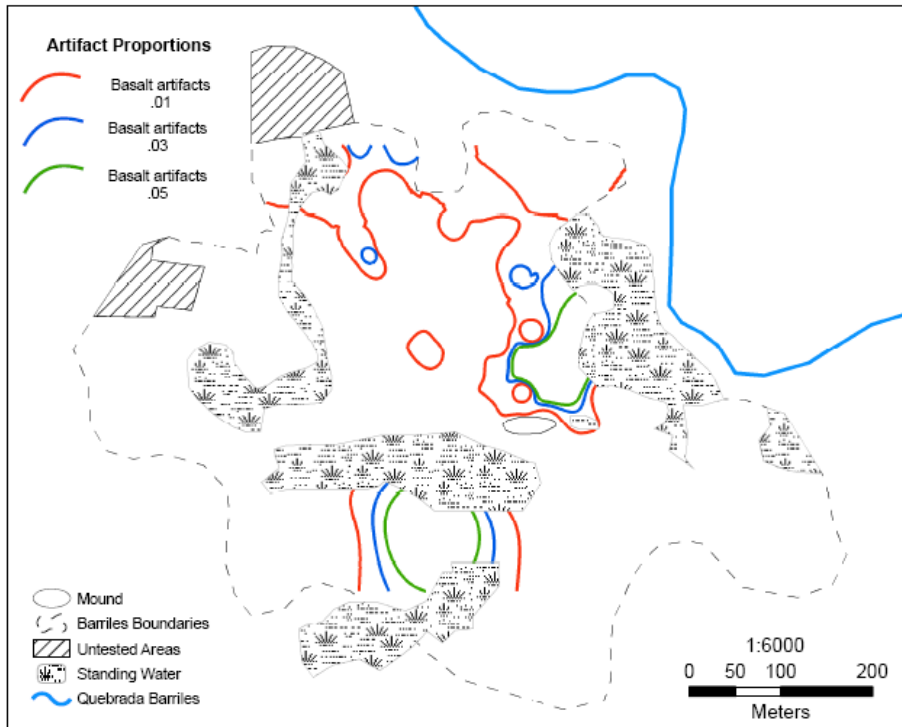 Artifact Proportions
Basalt artifacts
.01
Basalt artifacts
.03
Basalt artifacts
.05
Mound
Barriles Boundaries
Untested Areas
Standing Water
Quebrada Barriles
1:6000
0 50 100 200
Meters